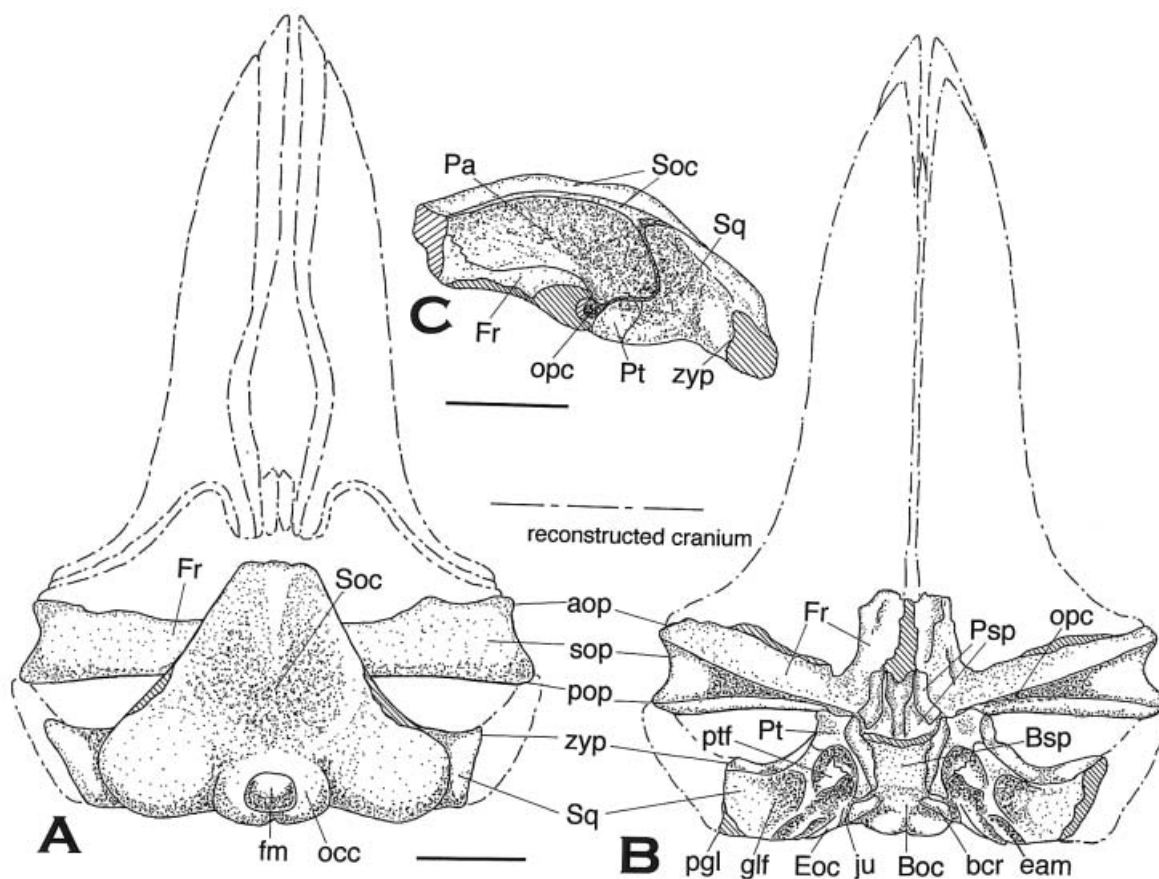 Pa
Soc
Sq
C
Fr
opc
Pt
zyp
reconstructed cranium
Fr
Soc
aop
sop
pop
zyp
Sq
A
fm
occ
Fr
Psp
opc
Pt
ptf
Bsp
B
pgl
glf
Eoc
ju
Boc
bcr
eam